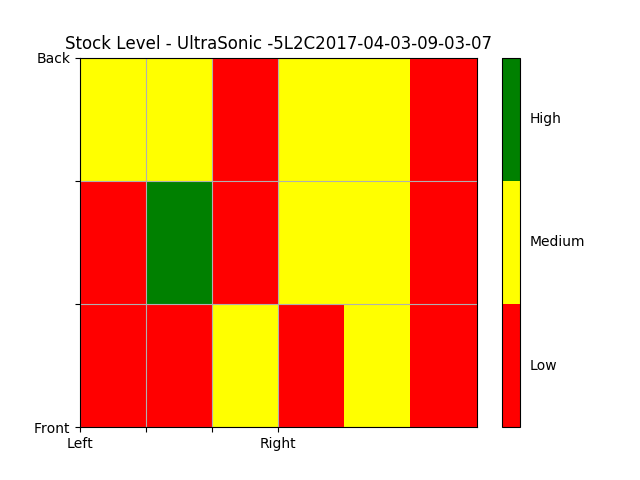 Stock Level - UltraSonic -5L2C2017-04-03-09-03-07
Back
High
Medium
Low
Front
Left
Right